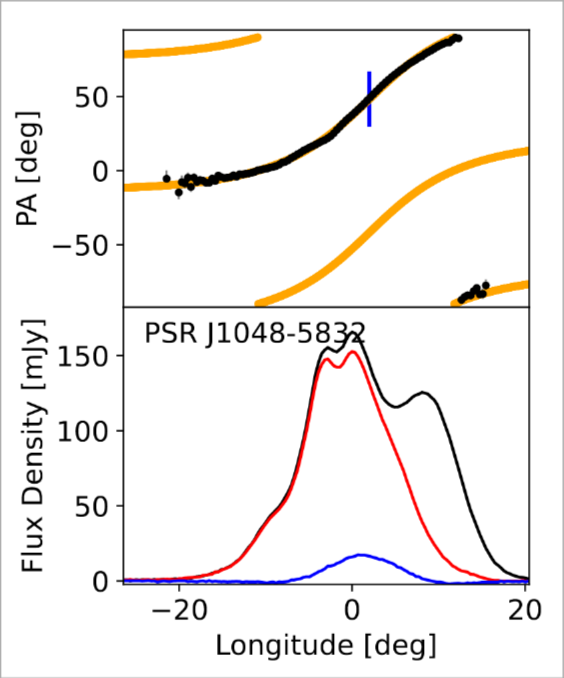 PA [deg]
50
0
−50
PSR J1048-5832
Flux Density [mJy]
150
100
50
0
−20
0
20
Longitude [deg]